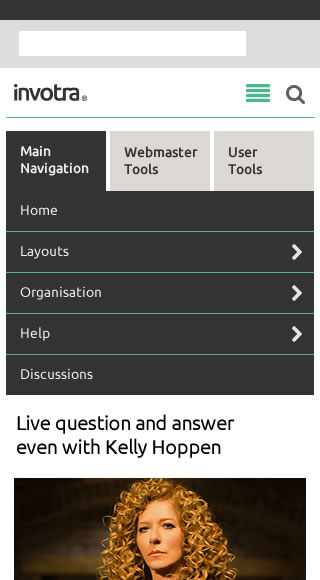 invotra®
Main
Navigation
Webmaster
Tools
User
Tools
Home
Layouts
Organisation
Help
Discussions
Live question and answer
even with Kelly Hoppen